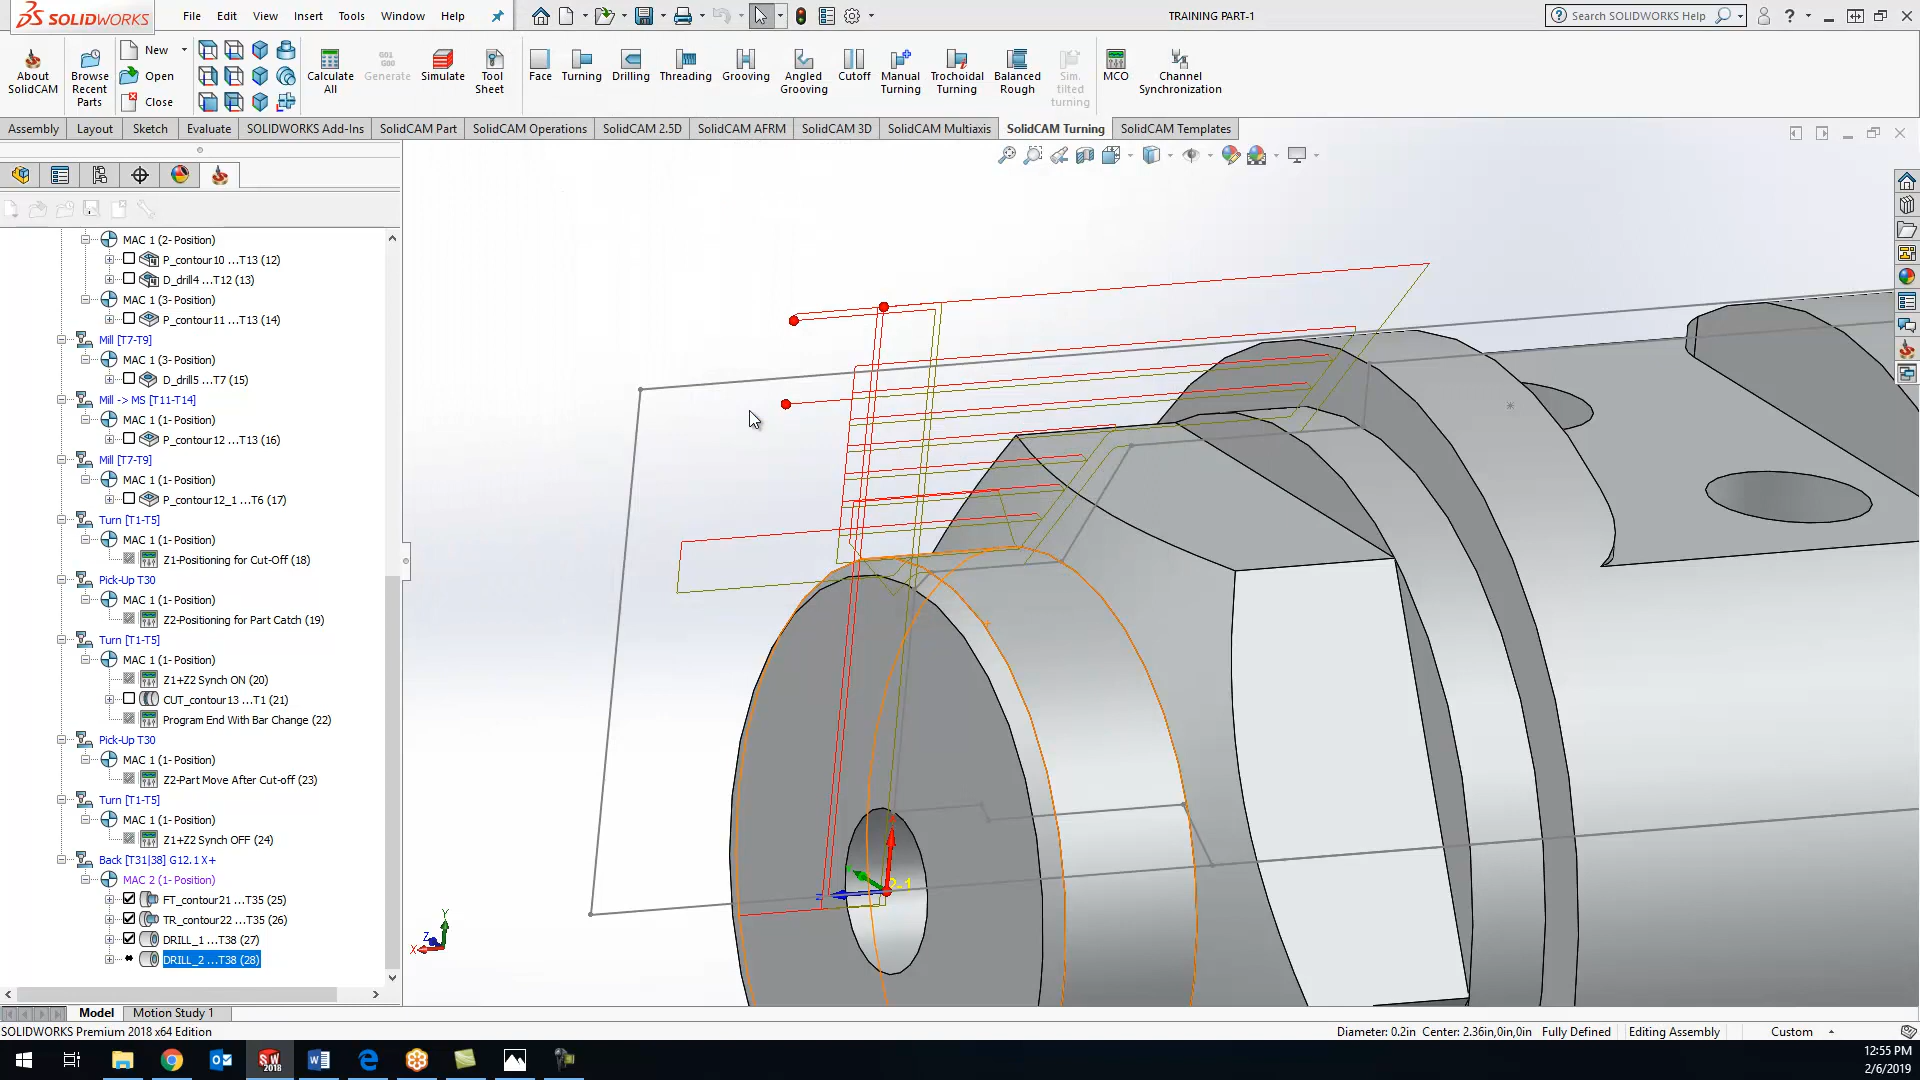 SOLIDWORKS
File Edit View Insert Tools Window Help
TRAINING PART-1
Search SOLIDWORKS Help
About SolidCAM
Browse Recent Parts
New
Open
Close
Calculate All
G01 G00
Generate
Simulate
Tool Sheet
Face
Turning
Drilling
Threading
Grooving
Angled Grooving
Cutoff
Manual Turning
Trochoidal Turning
Balanced Rough
Sim. tilted turning
MCO
Channel Synchronization
Assembly Layout Sketch Evaluate SOLIDWORKS Add-Ins SolidCAM Part SolidCAM Operations SolidCAM 2.5D SolidCAM AFRM SolidCAM 3D SolidCAM Multiaxis SolidCAM Turning SolidCAM Templates
MAC 1 (2- Position)
P_contour10 ...T13 (12)
D_drill4 ...T12 (13)
MAC 1 (3- Position)
P_contour11 ...T13 (14)
Mill [T7-T9]
MAC 1 (3- Position)
D_drill5 ...T7 (15)
Mill -> MS [T11-T14]
MAC 1 (1- Position)
P_contour12 ...T13 (16)
Mill [T7-T9]
MAC 1 (1- Position)
P_contour12_1 ...T6 (17)
Turn [T1-T5]
MAC 1 (1- Position)
Z1-Positioning for Cut-Off (18)
Pick-Up T30
MAC 1 (1- Position)
Z2-Positioning for Part Catch (19)
Turn [T1-T5]
MAC 1 (1- Position)
Z1+Z2 Synch ON (20)
CUT_contour13 ...T1 (21)
Program End With Bar Change (22)
Pick-Up T30
MAC 1 (1- Position)
Z2-Part Move After Cut-off (23)
Turn [T1-T5]
MAC 1 (1- Position)
Z1+Z2 Synch OFF (24)
Back [T31|38] G12.1 X+
MAC 2 (1- Position)
FT_contour21 ...T35 (25)
TR_contour22 ...T35 (26)
DRILL_1 ...T38 (27)
DRILL_2 ...T38 (28)
Y
Z
X
Model Motion Study 1
SOLIDWORKS Premium 2018 x64 Edition
Diameter: 0.2in Center: 2.36in,0in,0in Fully Defined Editing Assembly Custom
12:55 PM
2/6/2019